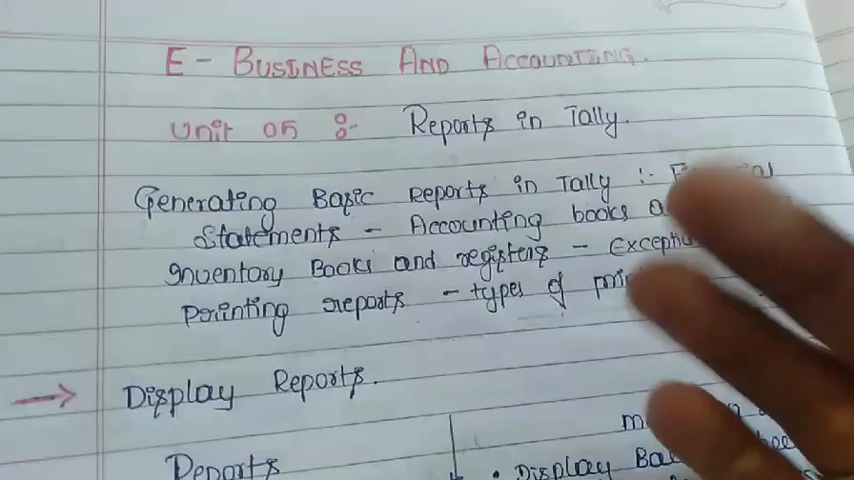 E - BUSINESS AND ACCOUNTING.
Unit 05 :- Reports in Tally.
Generating Basic Reports in Tally :-
Statements - Accounting books
Inventory Books and registers -
Printing reports - types of
Display Reports.
Reports
• Display